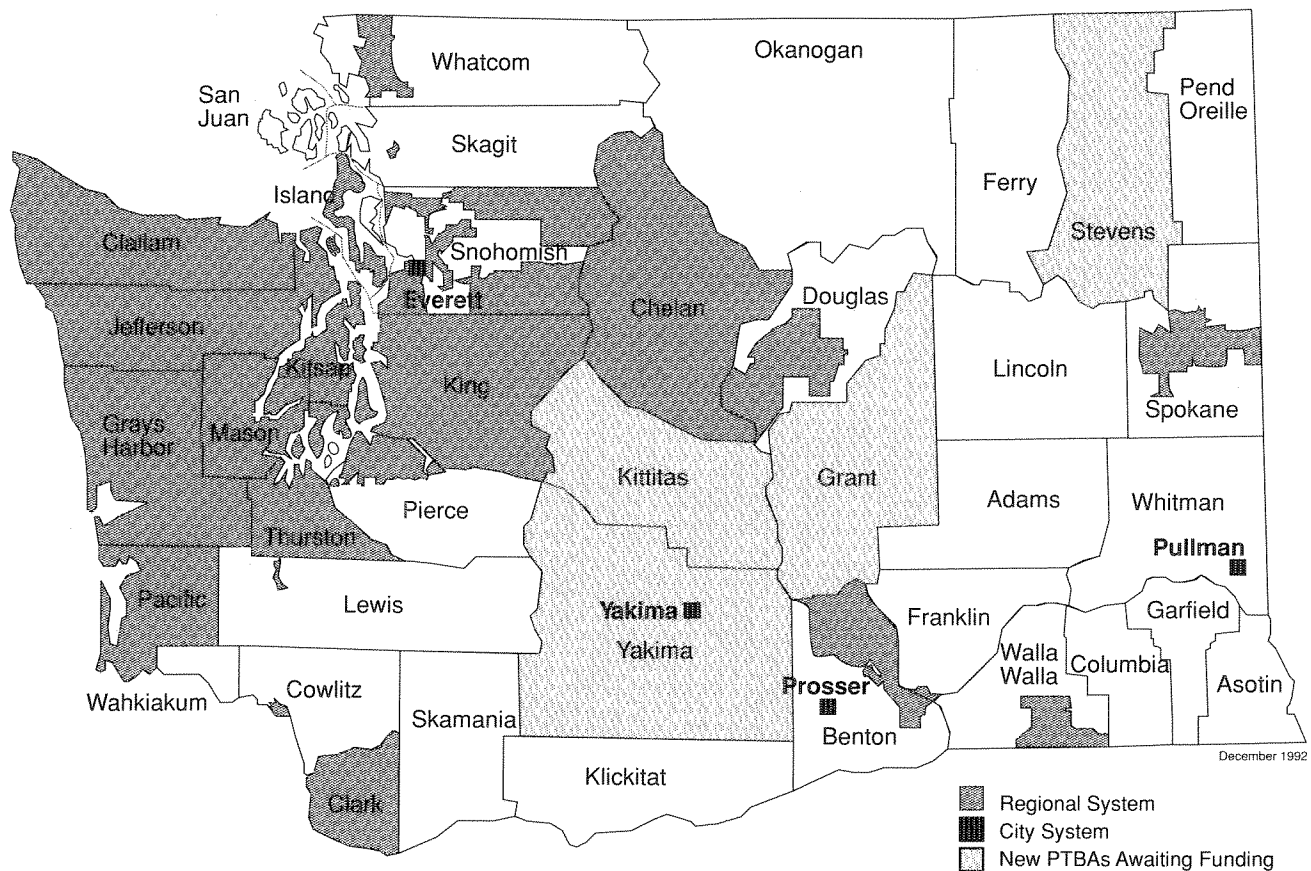 Whatcom
Okanogan
Pend
Oreille
San
Juan
Skagit
Ferry
Island
Stevens
Clallam
Snohomish
Everett
Chelan
Douglas
Jefferson
Kitsap
King
Lincoln
Spokane
Grays
Harbor
Mason
Kittitas
Grant
Adams
Whitman
Pierce
Thurston
Pullman
Pacific
Lewis
Yakima
Yakima
Franklin
Garfield
Walla
Walla
Columbia
Asotin
Wahkiakum
Cowlitz
Skamania
Prosser
Benton
Klickitat
Clark
December 1992
Regional System
City System
New PTBAs Awaiting Funding